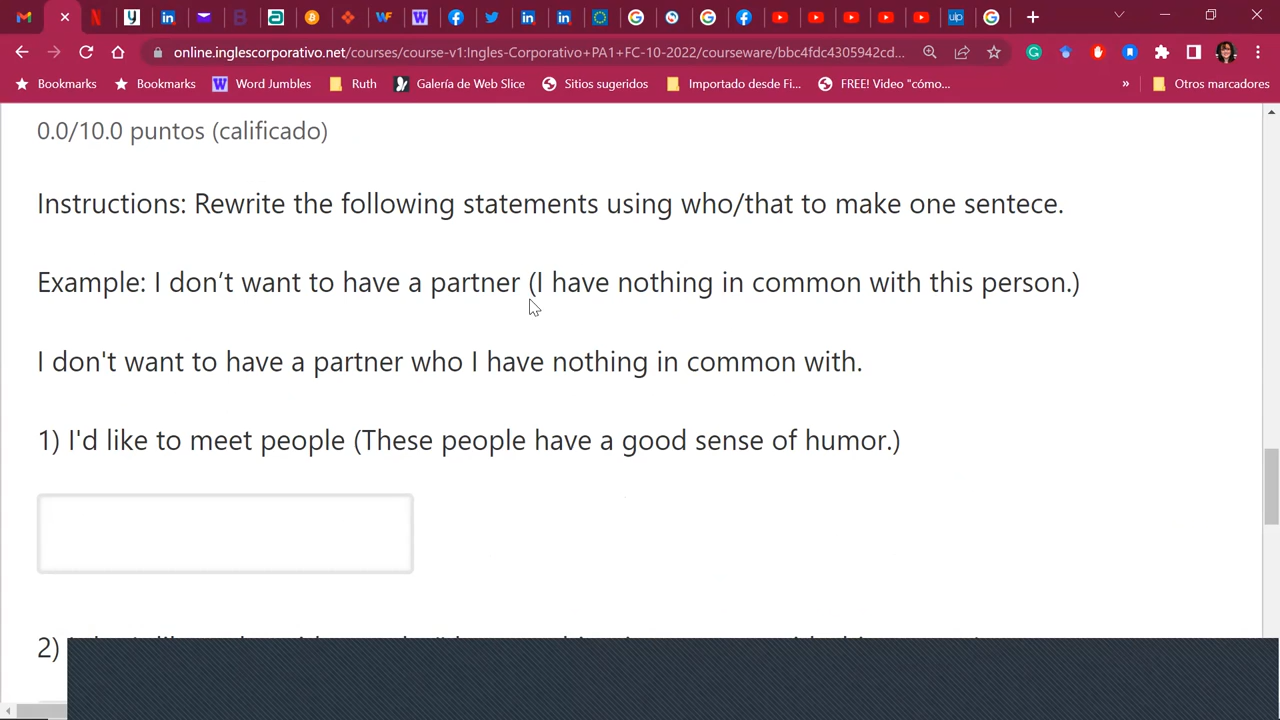 online.inglescorporativo.net/courses/course-v1:Ingles-Corporativo+PA1+FC-10-2022/courseware/bbc4fdc4305942cd...
Bookmarks Bookmarks Word Jumbles Ruth Galería de Web Slice Sitios sugeridos Importado desde Fi... FREE! Video "cómo... » Otros marcadores
0.0/10.0 puntos (calificado)
Instructions: Rewrite the following statements using who/that to make one sentece.
Example: I don’t want to have a partner (I have nothing in common with this person.)
I don't want to have a partner who I have nothing in common with.
1) I'd like to meet people (These people have a good sense of humor.)
2)